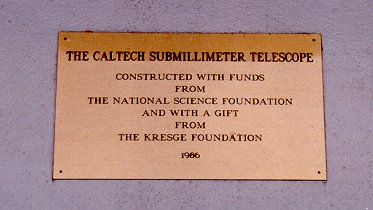 THE CALTECH SUBMILLIMETER TELESCOPE
CONSTRUCTED WITH FUNDS
FROM
THE NATIONAL SCIENCE FOUNDATION
AND WITH A GIFT
FROM
THE KRESGE FOUNDATION
1986